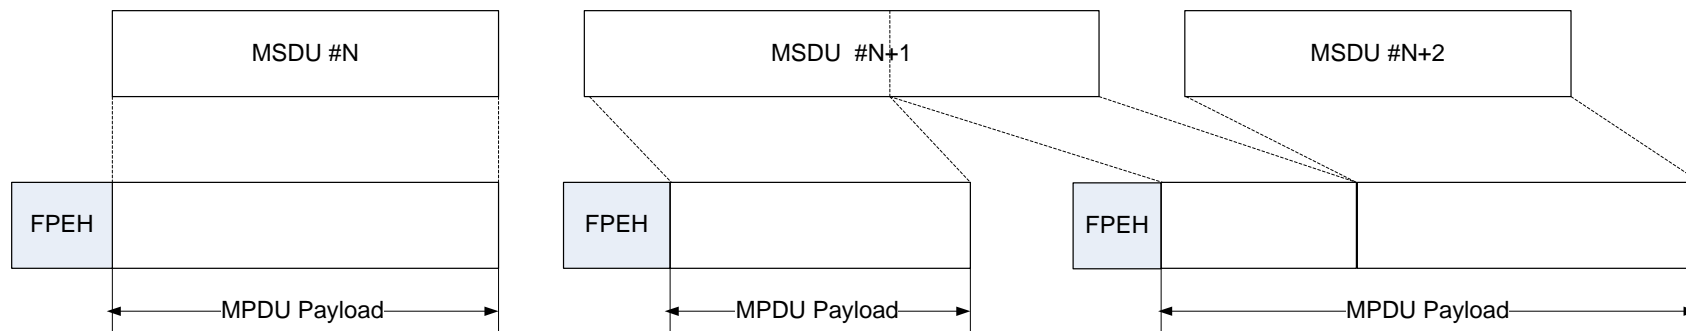 MSDU #N
MSDU #N+1
MSDU #N+2
FPEH
FPEH
FPEH
MPDU Payload
MPDU Payload
MPDU Payload